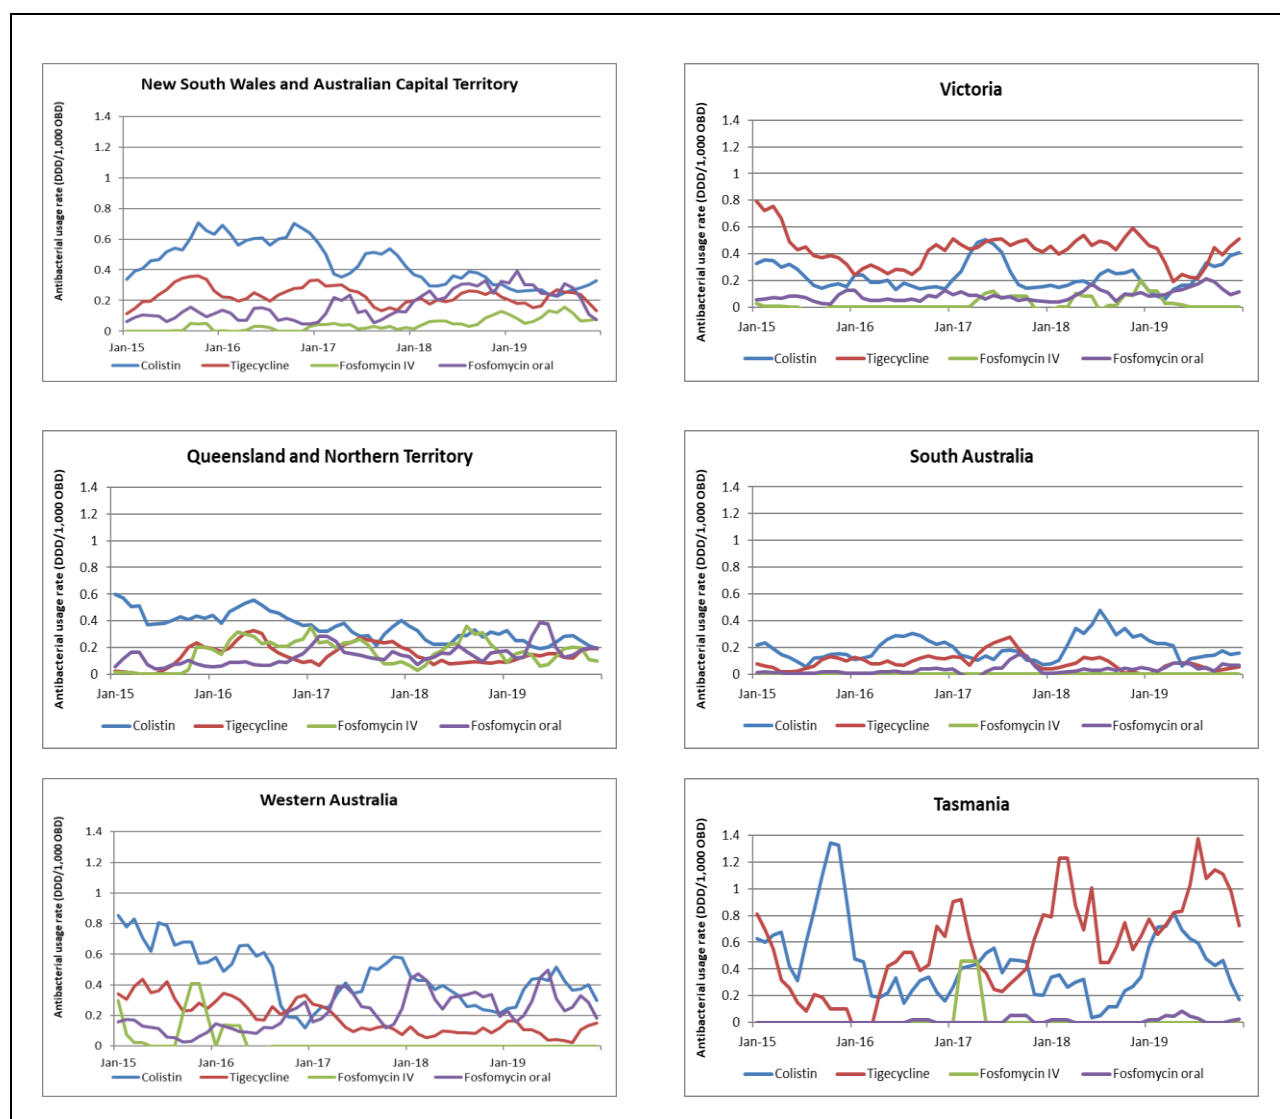 New South Wales and Australian Capital Territory
Antibacterial usage rate (DDD/1,000 OBD)
1.4
1.2
1
0.8
0.6
0.4
0.2
0
Jan-15 Jan-16 Jan-17 Jan-18 Jan-19
Colistin Tigecycline Fosfomycin IV Fosfomycin oral
Victoria
Antibacterial usage rate (DDD/1,000 OBD)
1.4
1.2
1
0.8
0.6
0.4
0.2
0
Jan-15 Jan-16 Jan-17 Jan-18 Jan-19
Colistin Tigecycline Fosfomycin IV Fosfomycin oral
Queensland and Northern Territory
Antibacterial usage rate (DDD/1,000 OBD)
1.4
1.2
1
0.8
0.6
0.4
0.2
0
Jan-15 Jan-16 Jan-17 Jan-18 Jan-19
Colistin Tigecycline Fosfomycin IV Fosfomycin oral
South Australia
Antibacterial usage rate (DDD/1,000 OBD)
1.4
1.2
1
0.8
0.6
0.4
0.2
0
Jan-15 Jan-16 Jan-17 Jan-18 Jan-19
Colistin Tigecycline Fosfomycin IV Fosfomycin oral
Western Australia
Antibacterial usage rate (DDD/1,000 OBD)
1.4
1.2
1
0.8
0.6
0.4
0.2
0
Jan-15 Jan-16 Jan-17 Jan-18 Jan-19
Colistin Tigecycline Fosfomycin IV Fosfomycin oral
Tasmania
Antibacterial usage rate (DDD/1,000 OBD)
1.4
1.2
1
0.8
0.6
0.4
0.2
0
Jan-15 Jan-16 Jan-17 Jan-18 Jan-19
Colistin Tigecycline Fosfomycin IV Fosfomycin oral